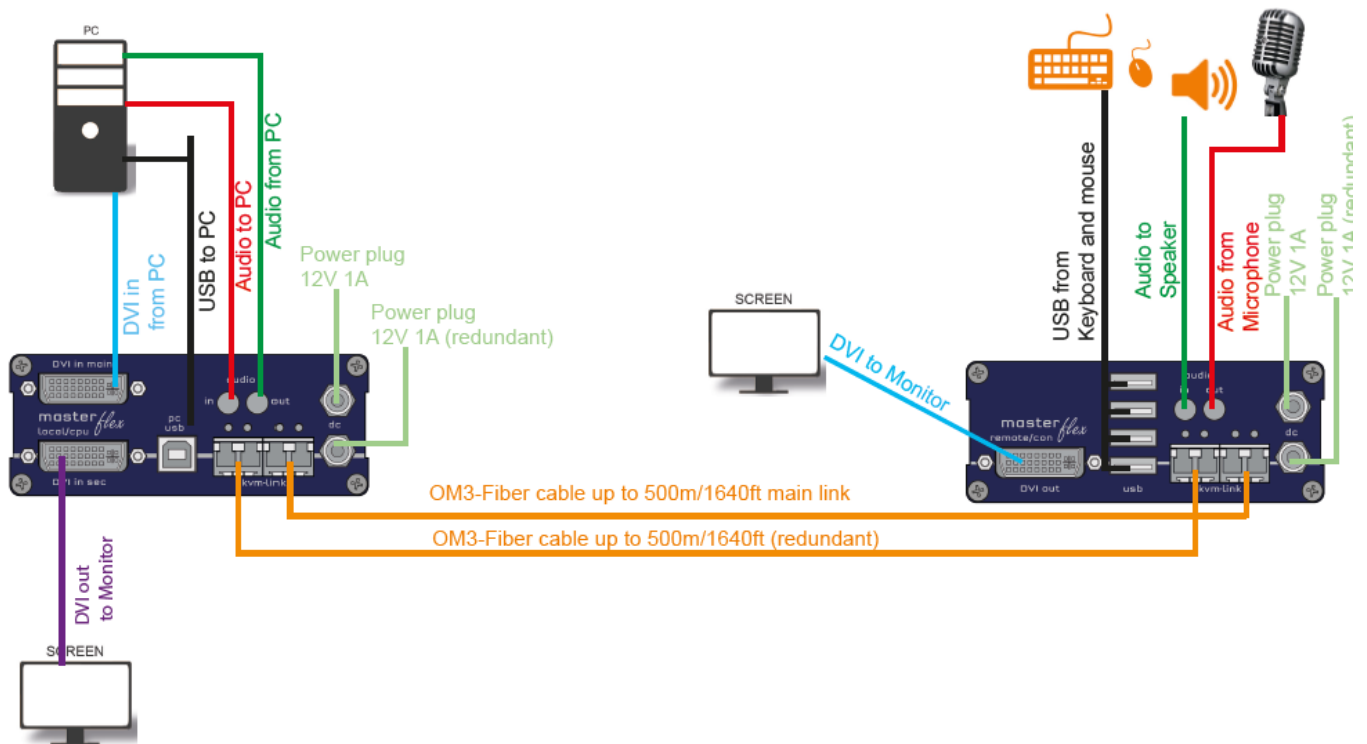 PC
Audio from PC
Audio to PC
USB to PC
DVI in
from PC
Power plug
12V 1A
Power plug
12V 1A (redundant)
DVI in main
audio
in
out
master flex
local/cpu
pc
usb
dc
DVI in sec
kvm-link
DVI out
to Monitor
SCREEN
OM3-Fiber cable up to 500m/1640ft main link
OM3-Fiber cable up to 500m/1640ft (redundant)
SCREEN
DVI to Monitor
USB from
Keyboard and mouse
Audio to
Speaker
Audio from
Microphone
Power plug
12V 1A
Power plug
12V 1A (redundant)
audio
in
out
master flex
remote/con
dc
DVI out
usb
kvm-link